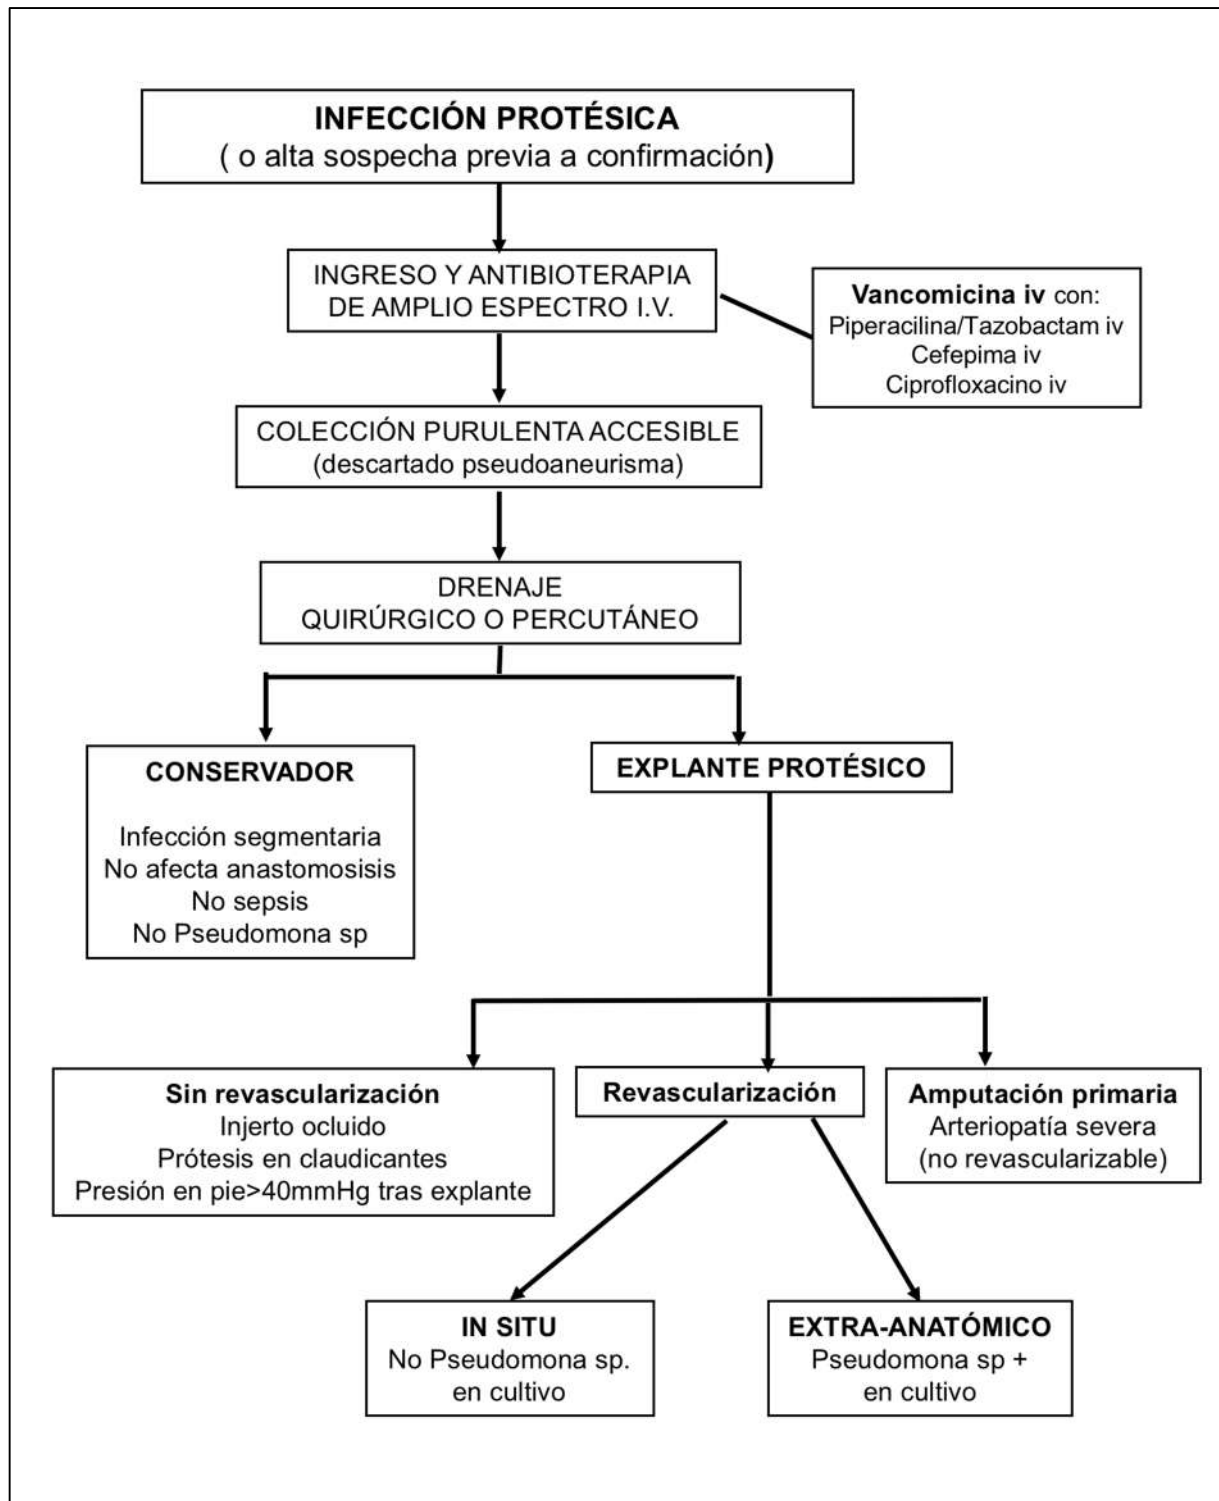 INFECCIÓN PROTÉSICA
( o alta sospecha previa a confirmación)
INGRESO Y ANTIBIOTERAPIA
DE AMPLIO ESPECTRO I.V.
Vancomicina iv con:
Piperacilina/Tazobactam iv
Cefepima iv
Ciprofloxacino iv
COLECCIÓN PURULENTA ACCESIBLE
(descartado pseudoaneurisma)
DRENAJE
QUIRÚRGICO O PERCUTÁNEO
CONSERVADOR
Infección segmentaria
No afecta anastomosisis
No sepsis
No Pseudomona sp
EXPLANTE PROTÉSICO
Sin revascularización
Injerto ocluido
Prótesis en claudicantes
Presión en pie>40mmHg tras explante
Revascularización
Amputación primaria
Arteriopatía severa
(no revascularizable)
IN SITU
No Pseudomona sp.
en cultivo
EXTRA-ANATÓMICO
Pseudomona sp +
en cultivo